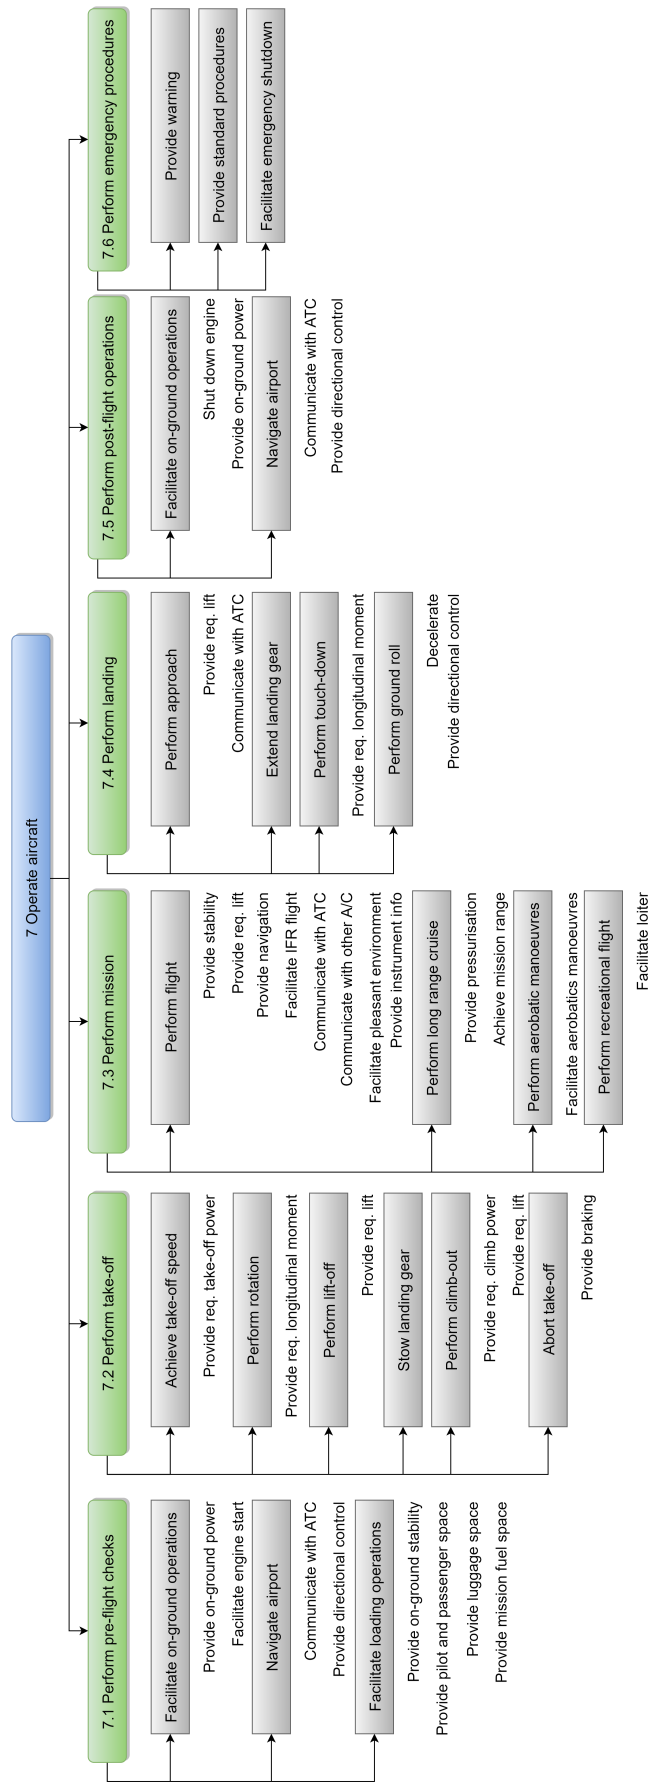 7 Operate aircraft
7.1 Perform pre-flight checks
Facilitate on-ground operations
Provide on-ground power
Facilitate engine start
Navigate airport
Communicate with ATC
Provide directional control
Facilitate loading operations
Provide on-ground stability
Provide pilot and passenger space
Provide luggage space
Provide mission fuel space
7.2 Perform take-off
Achieve take-off speed
Provide req. take-off power
Perform rotation
Provide req. longitudinal moment
Perform lift-off
Provide req. lift
Stow landing gear
Perform climb-out
Provide req. climb power
Provide req. lift
Abort take-off
Provide braking
7.3 Perform mission
Perform flight
Provide stability
Provide req. lift
Provide navigation
Facilitate IFR flight
Communicate with ATC
Communicate with other A/C
Facilitate pleasant environment
Provide instrument info
Perform long range cruise
Provide pressurisation
Achieve mission range
Perform aerobatic manoeuvres
Facilitate aerobatics manoeuvres
Perform recreational flight
Facilitate loiter
7.4 Perform landing
Perform approach
Provide req. lift
Communicate with ATC
Extend landing gear
Perform touch-down
Provide req. longitudinal moment
Perform ground roll
Decelerate
Provide directional control
7.5 Perform post-flight operations
Facilitate on-ground operations
Shut down engine
Provide on-ground power
Navigate airport
Communicate with ATC
Provide directional control
7.6 Perform emergency procedures
Provide warning
Provide standard procedures
Facilitate emergency shutdown